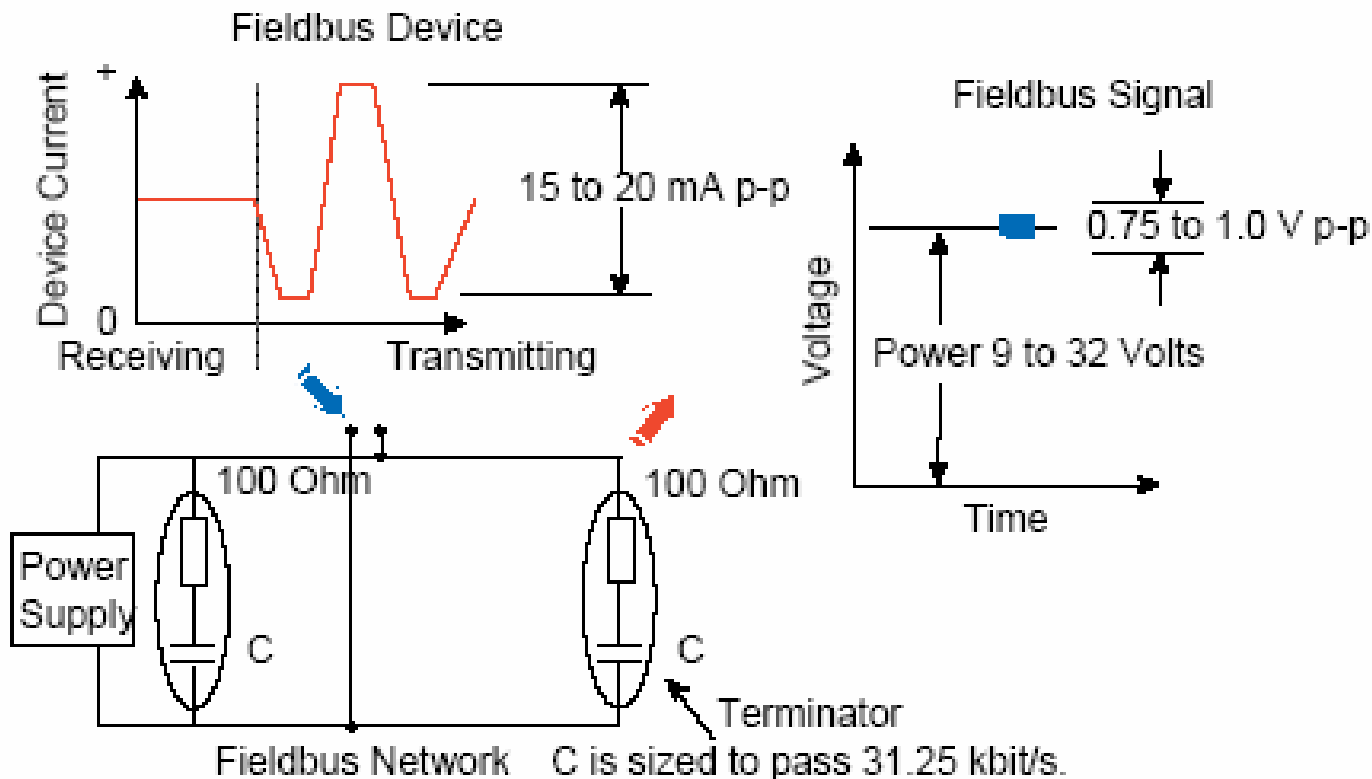 Fieldbus Device
+
Device Current
0
Receiving
Transmitting
15 to 20 mA p-p
Fieldbus Signal
Voltage
0.75 to 1.0 V p-p
Power 9 to 32 Volts
Time
100 Ohm
100 Ohm
Power
Supply
C
C
Terminator
Fieldbus Network
C is sized to pass 31.25 kbit/s.